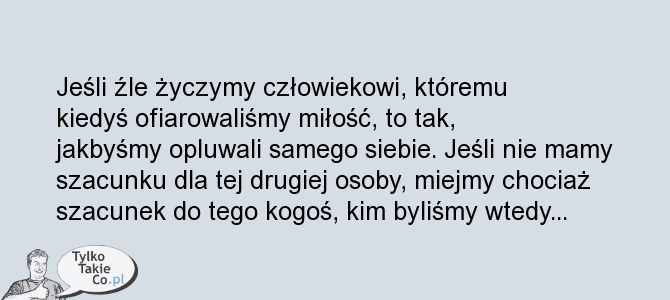 Jeśli źle życzymy człowiekowi, któremu
kiedyś ofiarowaliśmy miłość, to tak,
jakbyśmy opluwali samego siebie. Jeśli nie mamy
szacunku dla tej drugiej osoby, miejmy chociaż
szacunek do tego kogoś, kim byliśmy wtedy...
Tylko
Takie
Co.pl